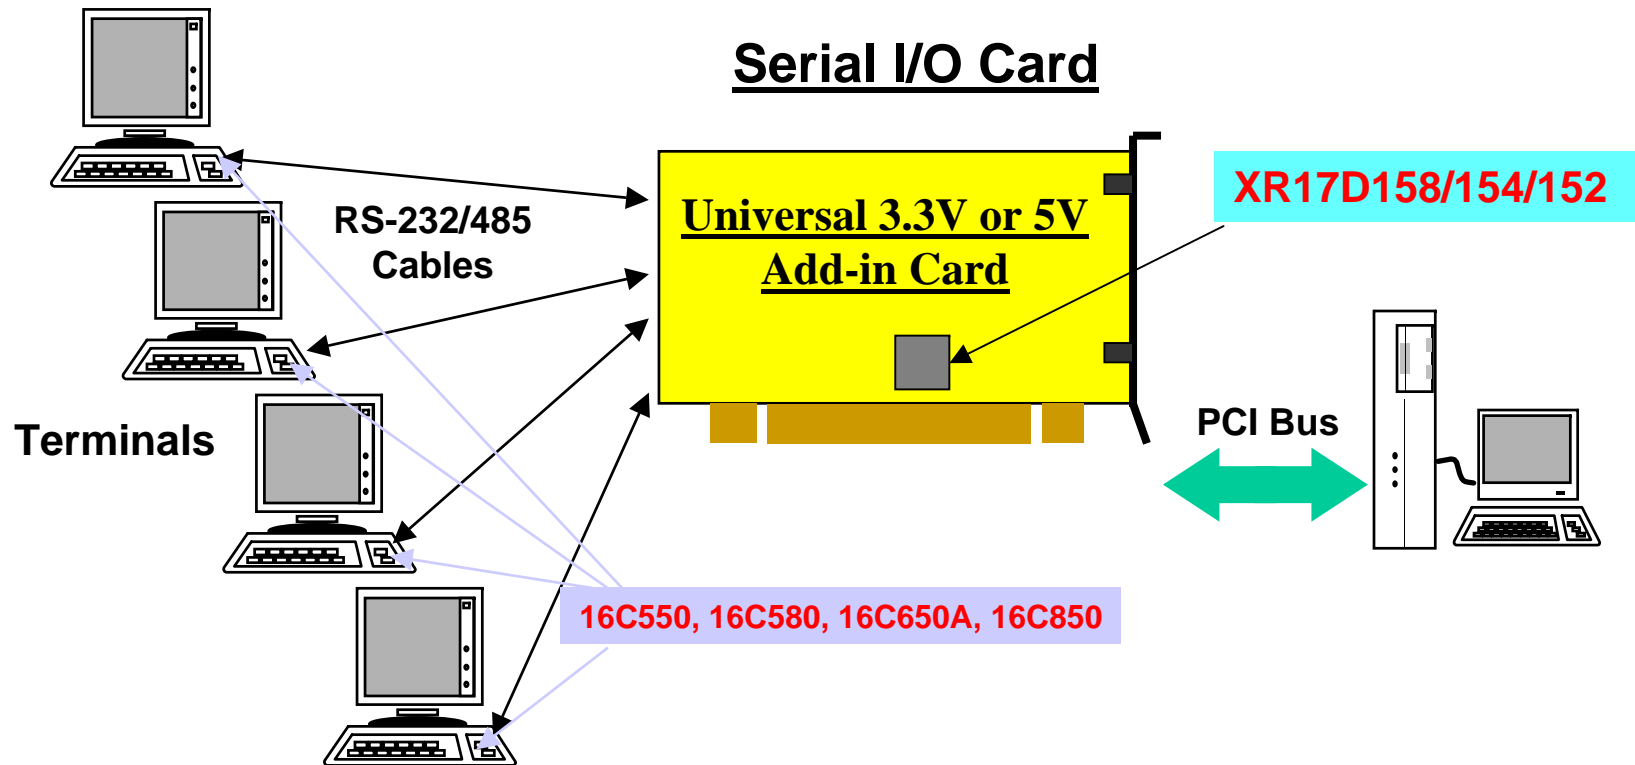 Serial I/O Card
XR17D158/154/152
RS-232/485
Cables
Universal 3.3V or 5V
Add-in Card
Terminals
PCI Bus
16C550, 16C580, 16C650A, 16C850